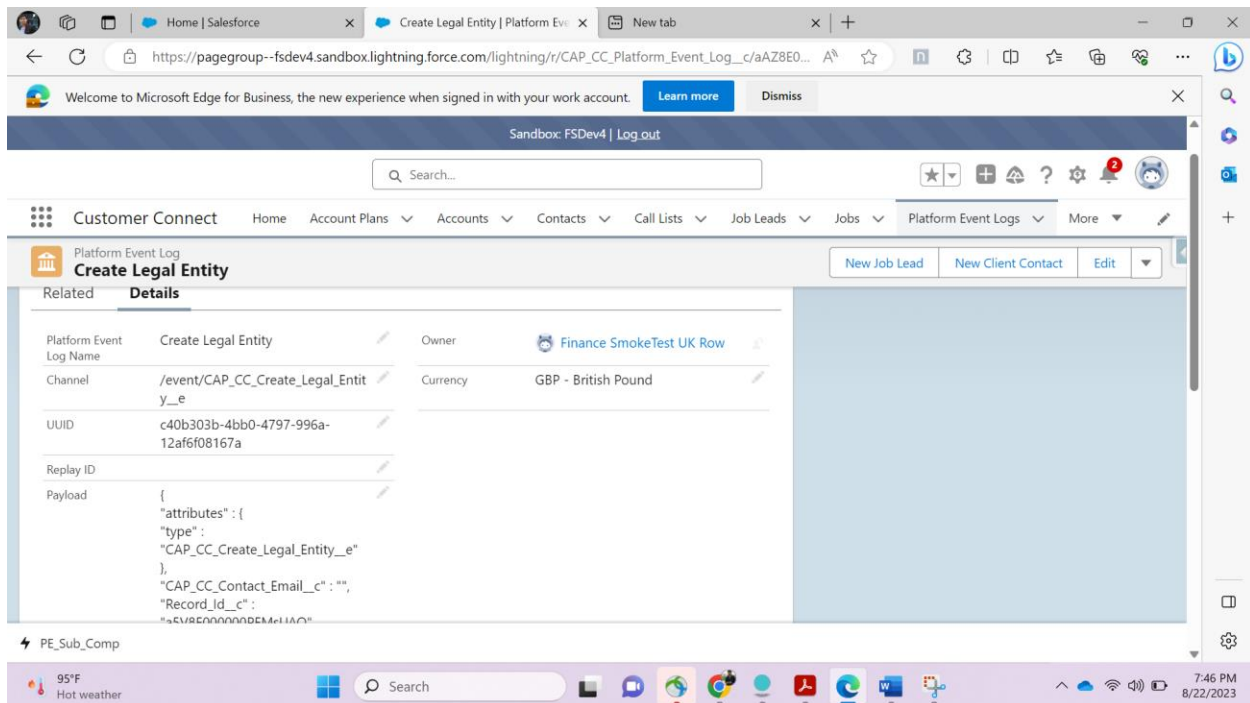 Home | Salesforce
Create Legal Entity | Platform Eve
New tab
https://pagegroup--fsdev4.sandbox.lightning.force.com/lightning/r/CAP_CC_Platform_Event_Log__c/aAZ8E0...
Welcome to Microsoft Edge for Business, the new experience when signed in with your work account.
Learn more
Dismiss
Sandbox: FSDev4 | Log out
Search...
2
Customer Connect
Home
Account Plans
Accounts
Contacts
Call Lists
Job Leads
Jobs
Platform Event Logs
More
Platform Event Log
Create Legal Entity
New Job Lead
New Client Contact
Edit
Related
Details
Platform Event
Log Name
Create Legal Entity
Owner
Finance SmokeTest UK Row
Channel
/event/CAP_CC_Create_Legal_Entit
y__e
Currency
GBP - British Pound
UUID
c40b303b-4bb0-4797-996a-
12af6f08167a
Replay ID
Payload
{
"attributes" : {
"type" :
"CAP_CC_Create_Legal_Entity__e"
},
"CAP_CC_Contact_Email__c" : "",
"Record_Id__c" :
PE_Sub_Comp
95°F
Hot weather
Search
7:46 PM
8/22/2023